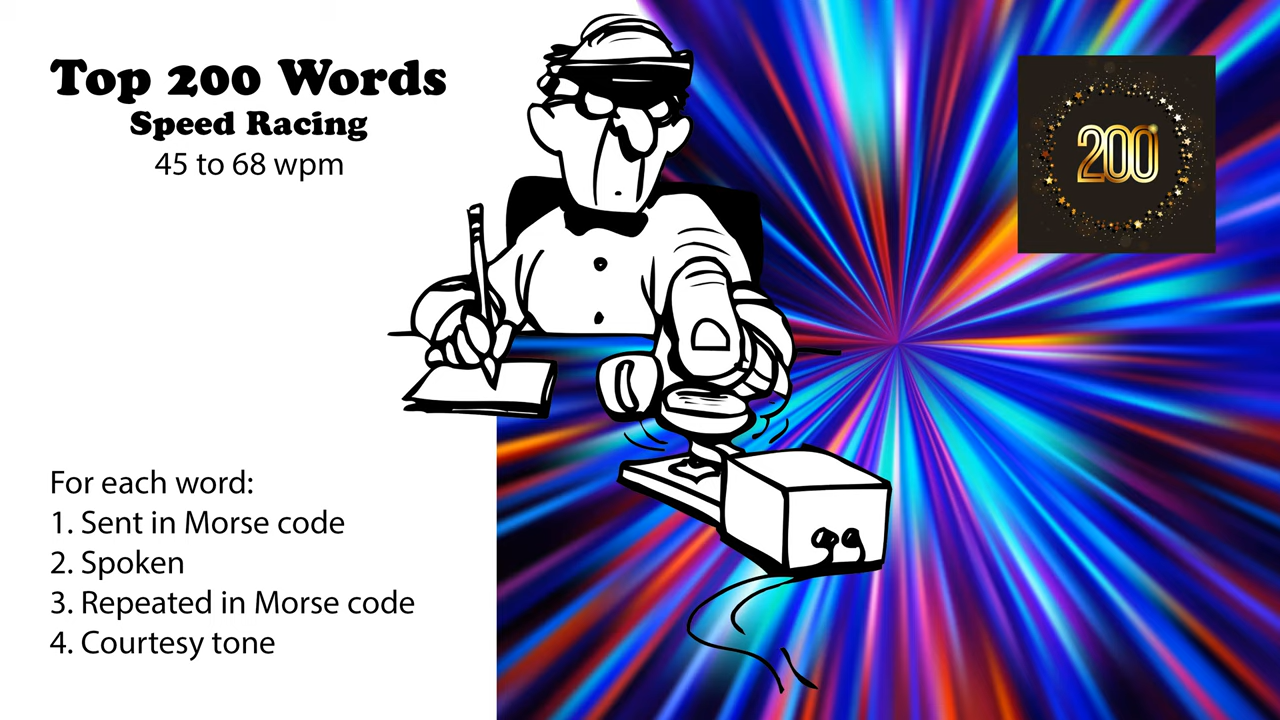 Top 200 Words
Speed Racing
45 to 68 wpm
200
For each word:
1. Sent in Morse code
2. Spoken
3. Repeated in Morse code
4. Courtesy tone